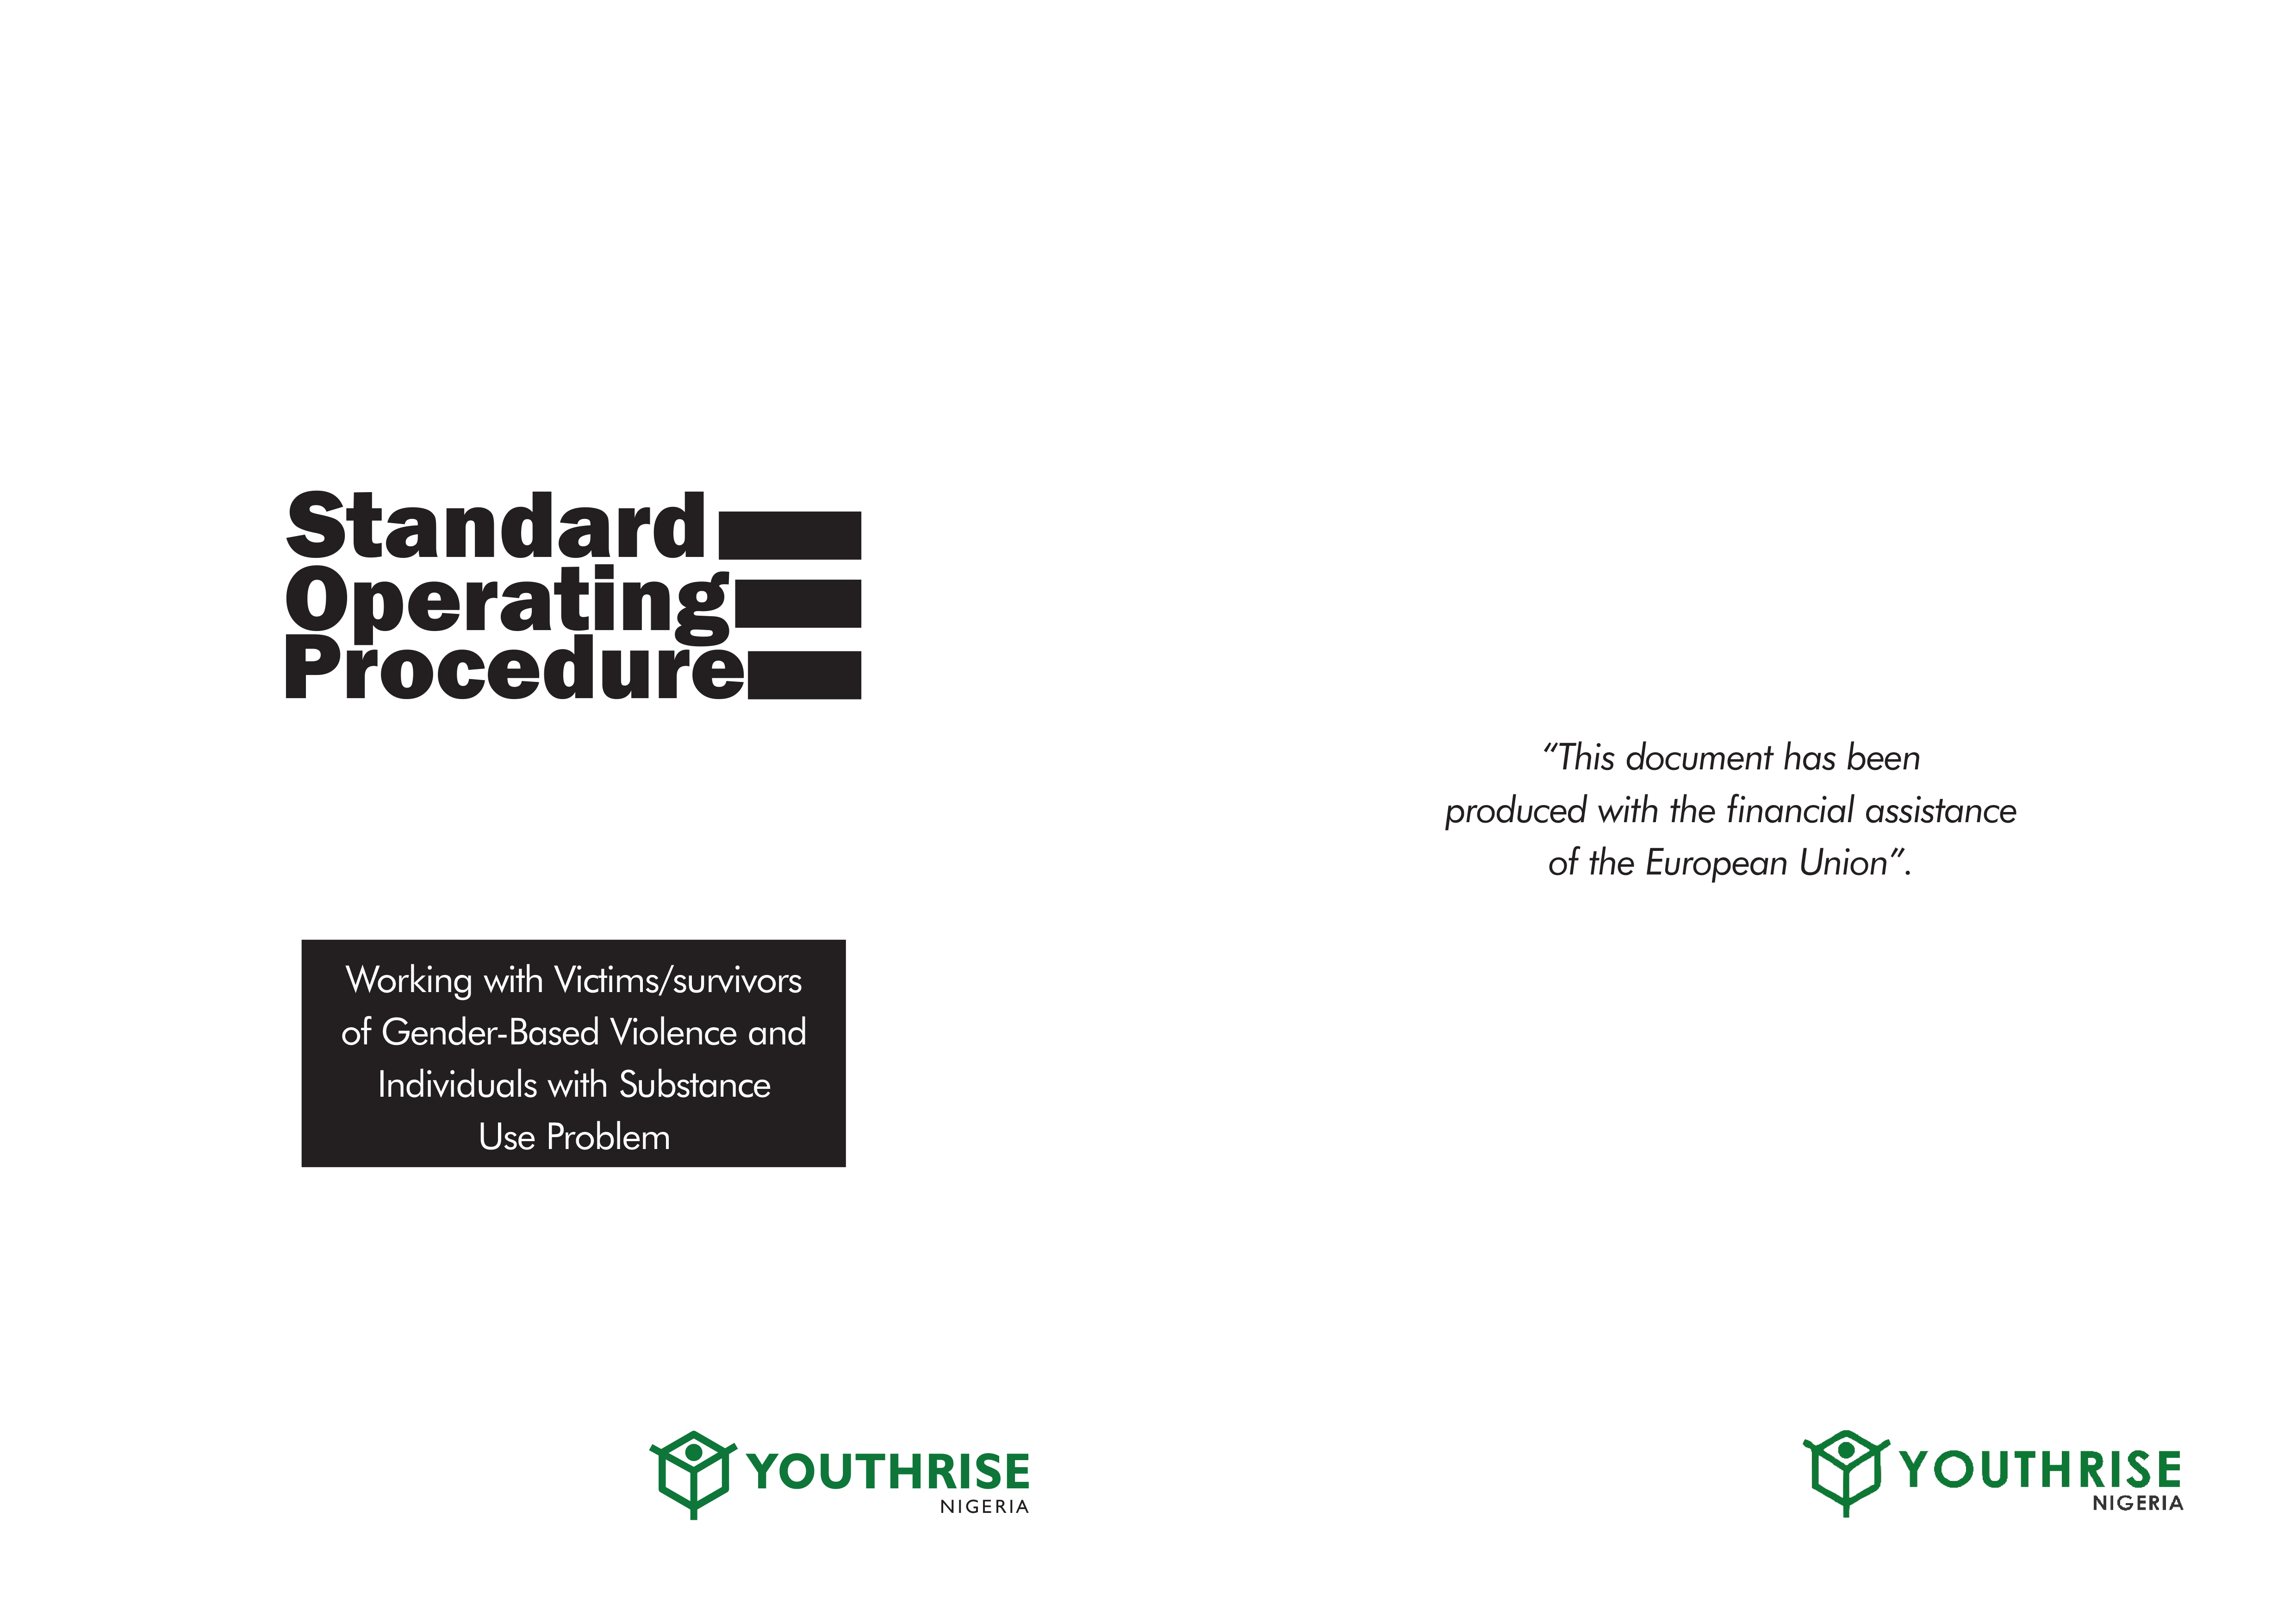 Standard
Operating
Procedure
Working with Victims/survivors
of Gender-Based Violence and
Individuals with Substance
Use Problem
YOUTHRISE
NIGERIA
“This document has been
produced with the financial assistance
of the European Union”.
YOUTHRISE
NIGERIA